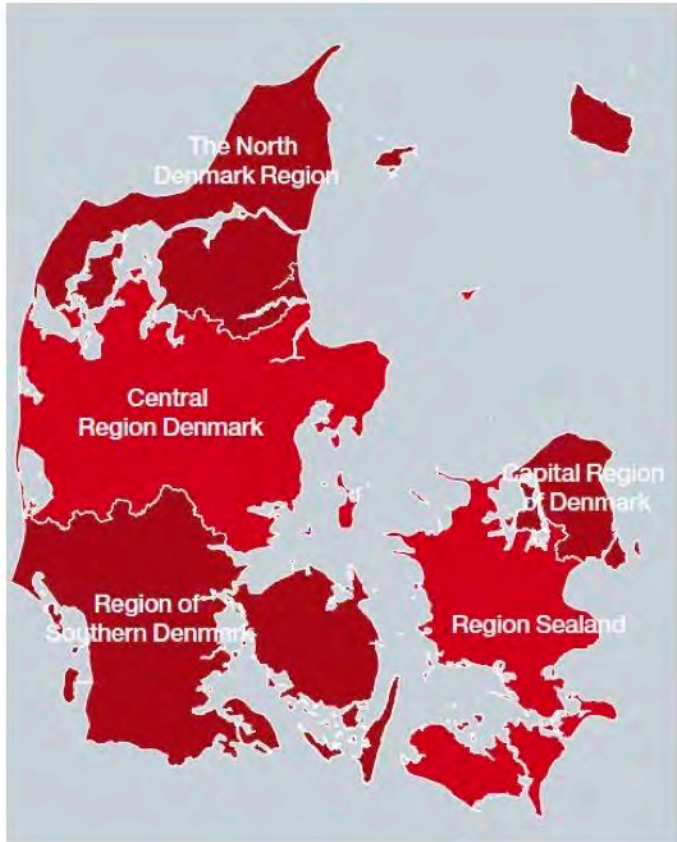 The North
Denmark Region
Central
Region Denmark
Capital Region
of Denmark
Region of
Southern Denmark
Region Sealand